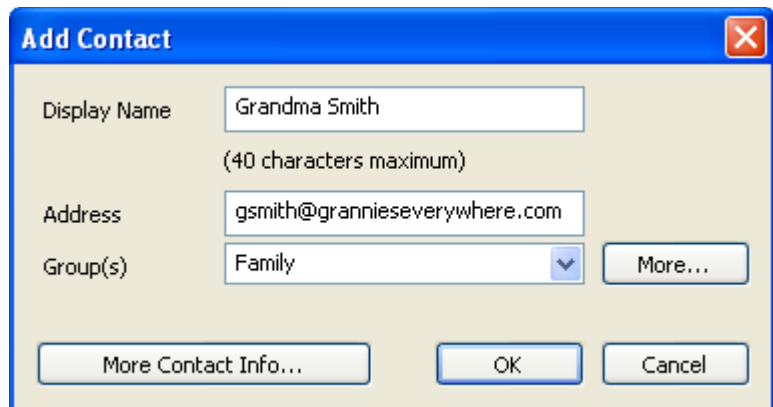 Add Contact
Display Name Grandma Smith
(40 characters maximum)
Address gsmith@grannieseverywhere.com
Group(s) Family More...
More Contact Info... OK Cancel